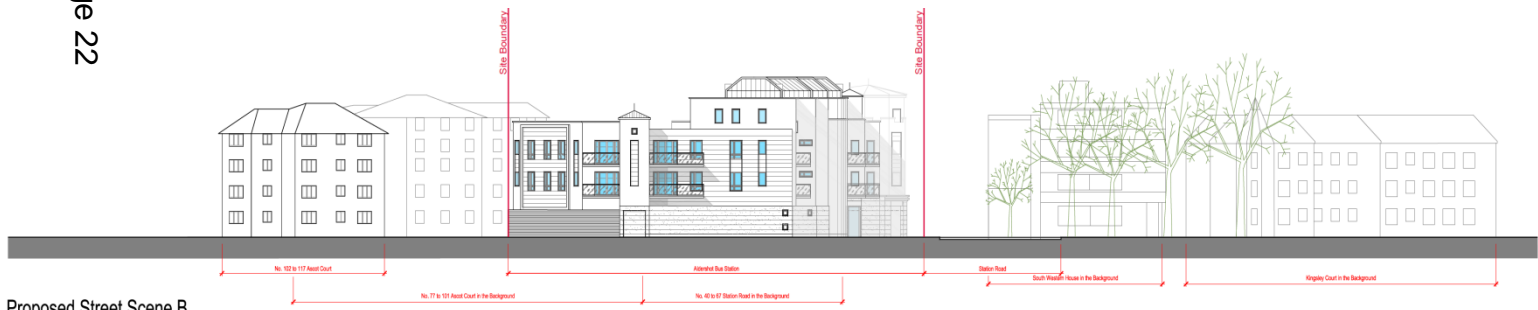 ge 22
Site Boundary
Site Boundary
No. 102 to 117 Ascot Court
Aldershot Bus Station
Station Road
South Western House in the Background
Kingsley Court in the Background
No. 77 to 101 Ascot Court in the Background
No. 40 to 67 Station Road in the Background
Proposed Street Scene B